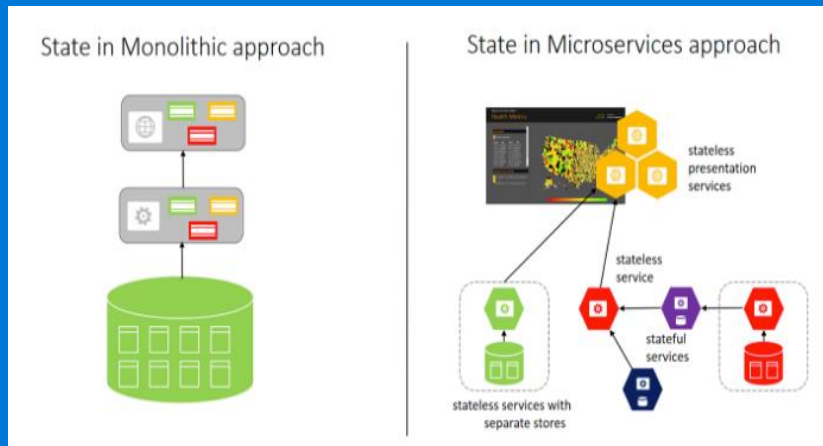 State in Monolithic approach
State in Microservices approach
Health Metrics
stateless
presentation
services
stateless
service
stateful
services
stateless services with
separate stores